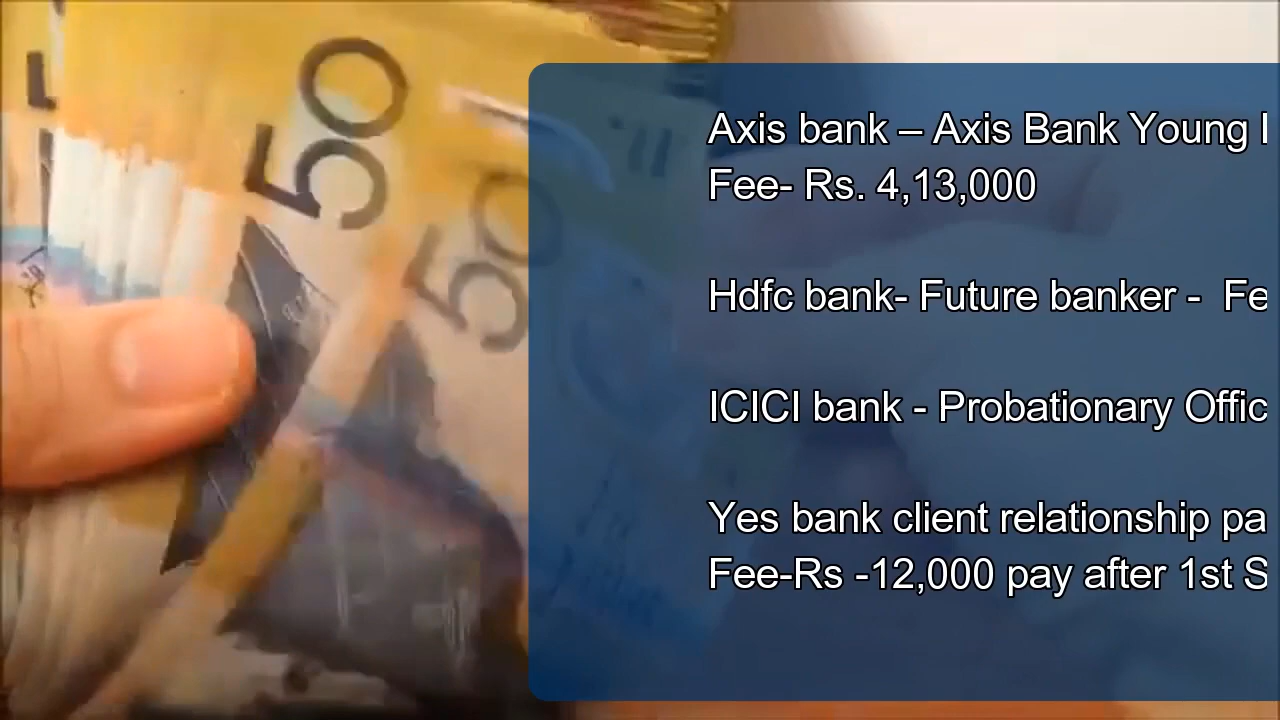 50
50
Axis bank – Axis Bank Young
Fee- Rs. 4,13,000
Hdfc bank- Future banker - Fe
ICICI bank - Probationary Offic
Yes bank client relationship pa
Fee-Rs -12,000 pay after 1st S